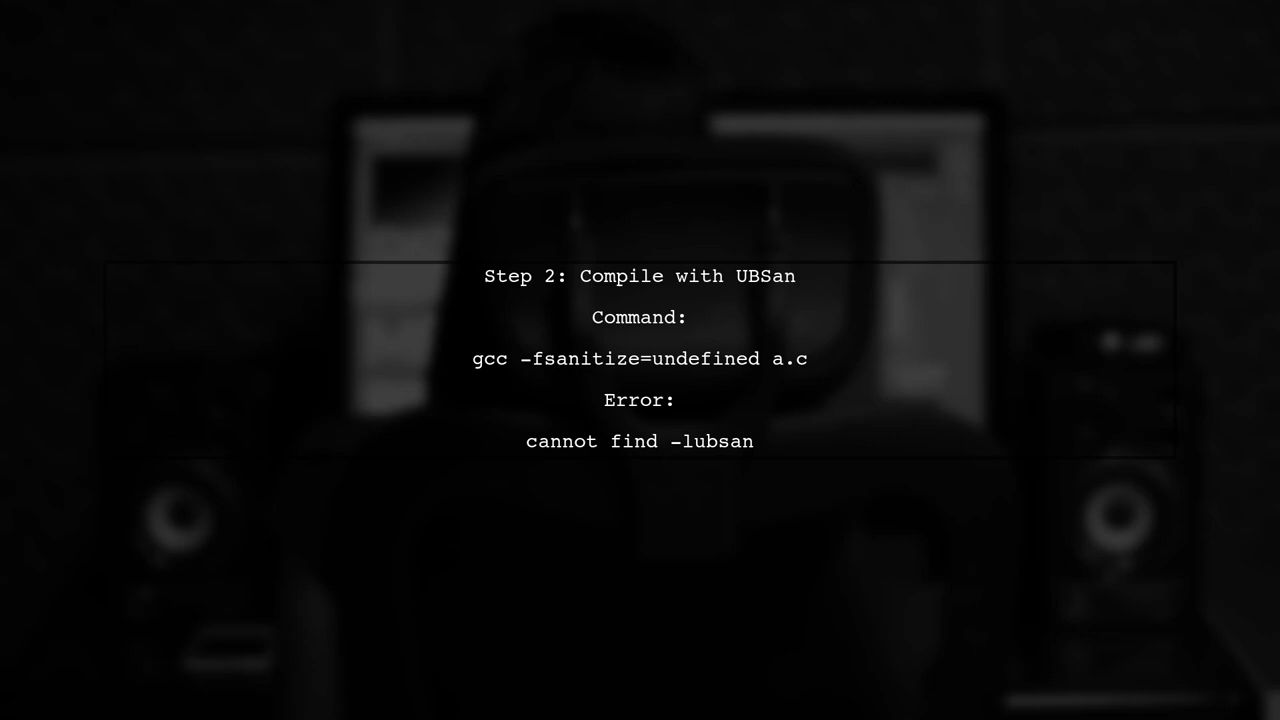 Step 2: Compile with UBSan
Command:
gcc -fsanitize=undefined a.c
Error:
cannot find -lubsan